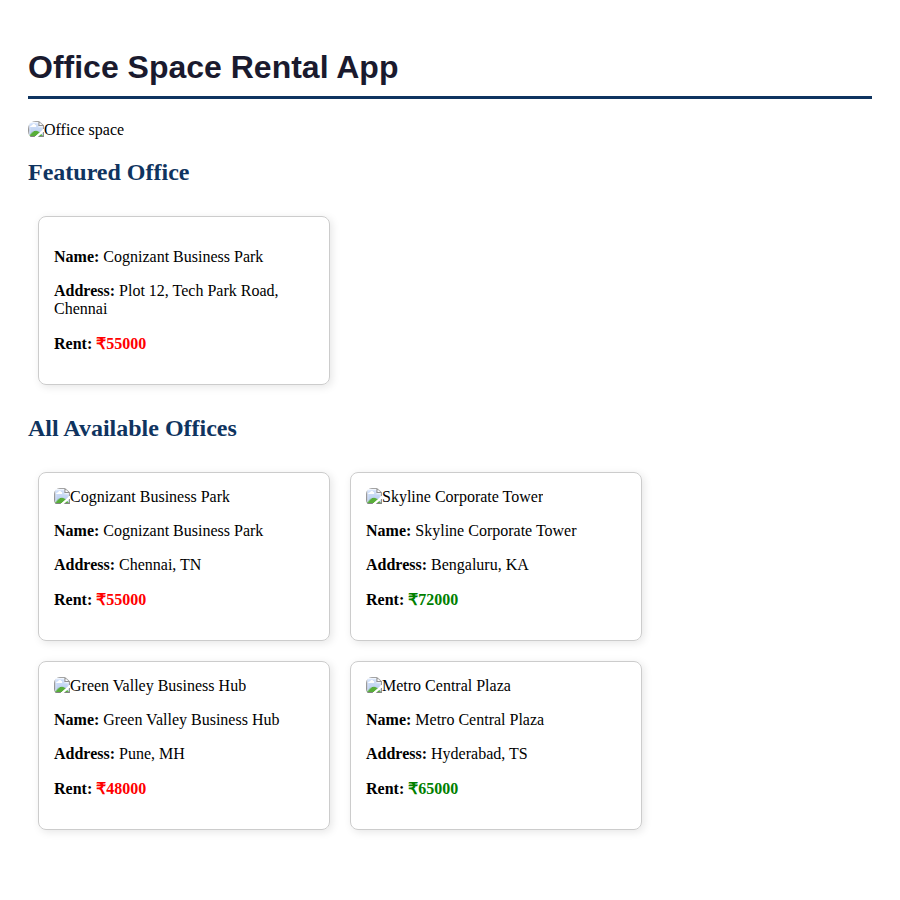 Office Space Rental App
Office space
Featured Office
Name: Cognizant Business Park
Address: Plot 12, Tech Park Road,
Chennai
Rent: ₹55000
All Available Offices
Cognizant Business Park
Name: Cognizant Business Park
Address: Chennai, TN
Rent: ₹55000
Skyline Corporate Tower
Name: Skyline Corporate Tower
Address: Bengaluru, KA
Rent: ₹72000
Green Valley Business Hub
Name: Green Valley Business Hub
Address: Pune, MH
Rent: ₹48000
Metro Central Plaza
Name: Metro Central Plaza
Address: Hyderabad, TS
Rent: ₹65000